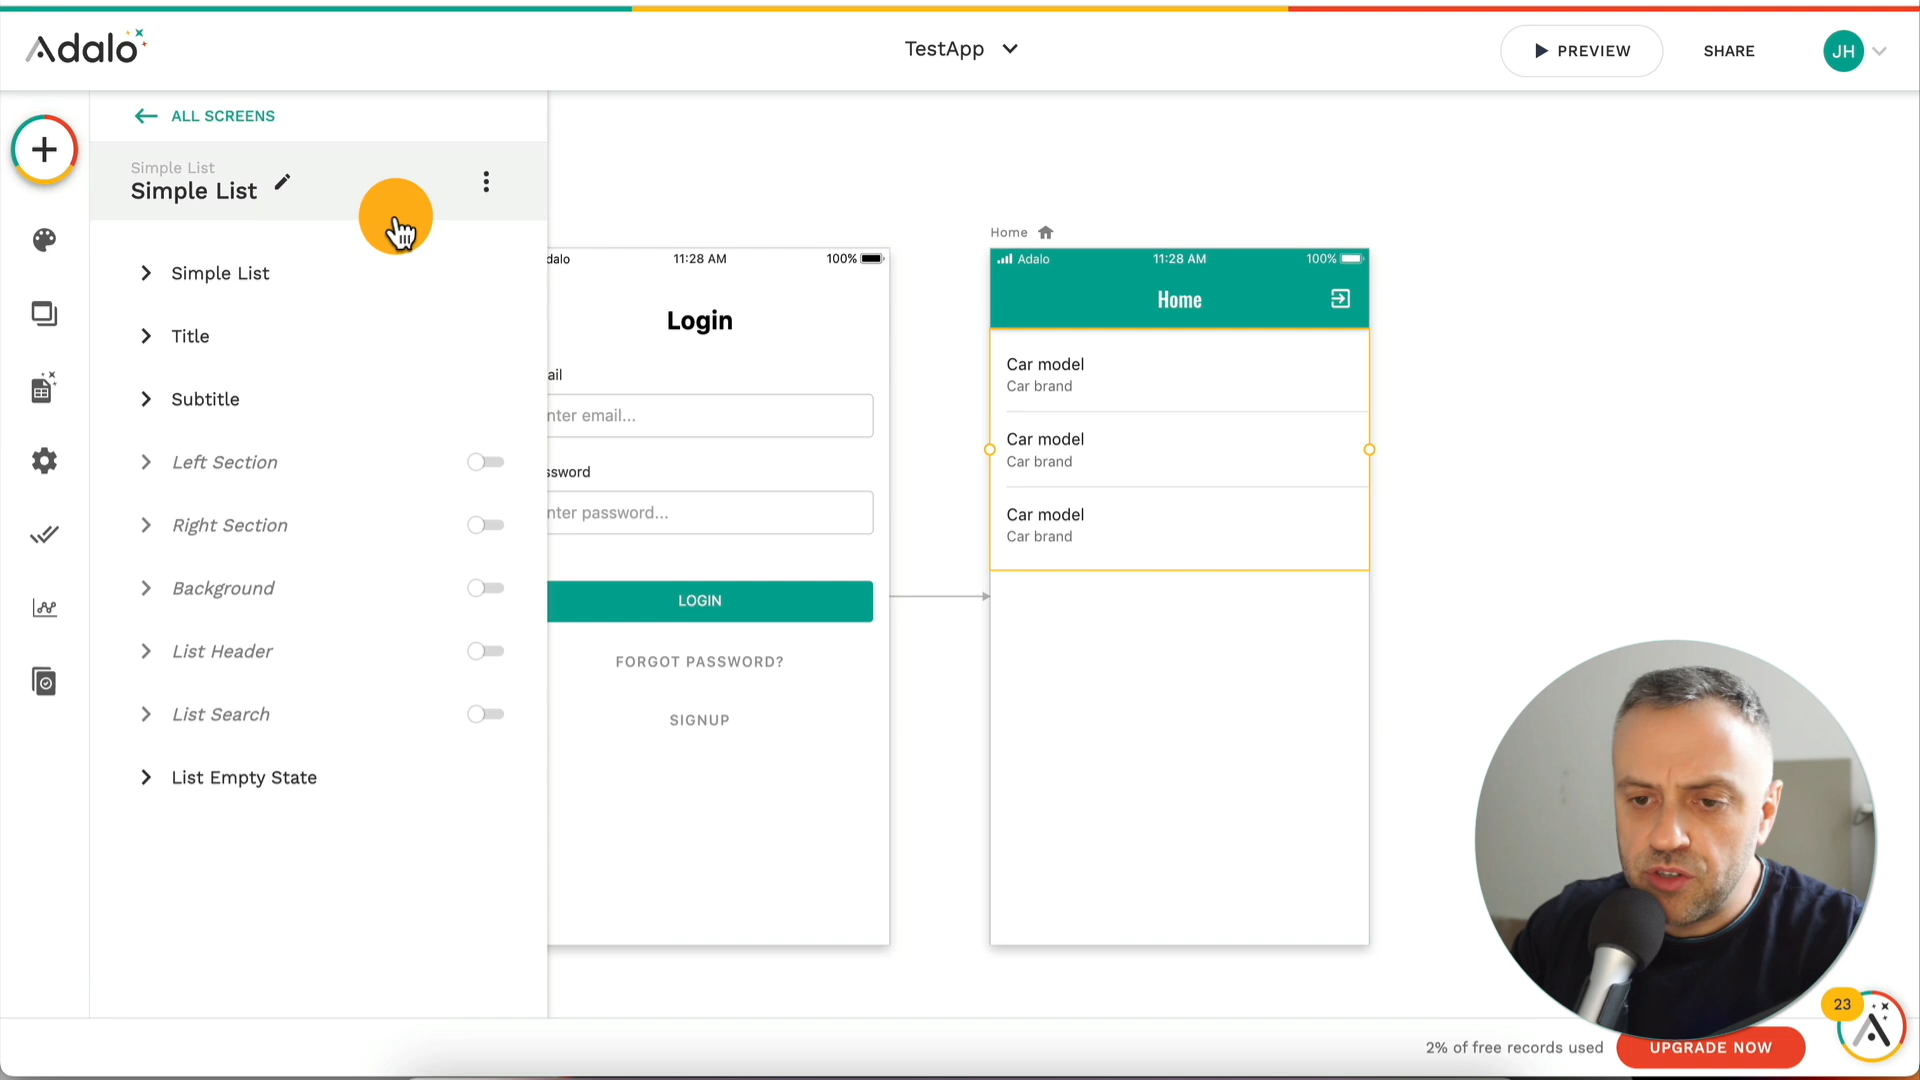 Adalo
TestApp
PREVIEW
SHARE
JH
ALL SCREENS
Simple List
Simple List
Simple List
Title
Subtitle
Left Section
Right Section
Background
List Header
List Search
List Empty State
dalo
11:28 AM
100%
Login
ail
nter email...
ssword
nter password...
LOGIN
FORGOT PASSWORD?
SIGNUP
Home
Adalo
11:28 AM
100%
Home
Car model
Car brand
Car model
Car brand
Car model
Car brand
23
2% of free records used
UPGRADE NOW